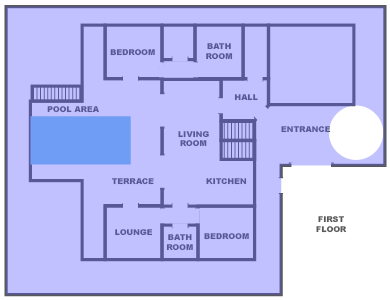 BEDROOM
BATH
ROOM
HALL
POOL AREA
ENTRANCE
LIVING
ROOM
TERRACE
KITCHEN
LOUNGE
BATH
ROOM
BEDROOM
FIRST
FLOOR